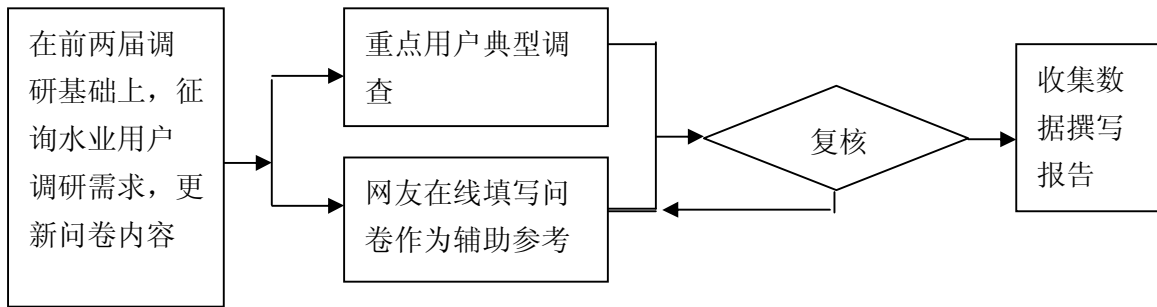 在前两届调
研基础上，征
询水业用户
调研需求，更
新问卷内容
重点用户典型调
查
网友在线填写问
卷作为辅助参考
复核
收集数
据撰写
报告